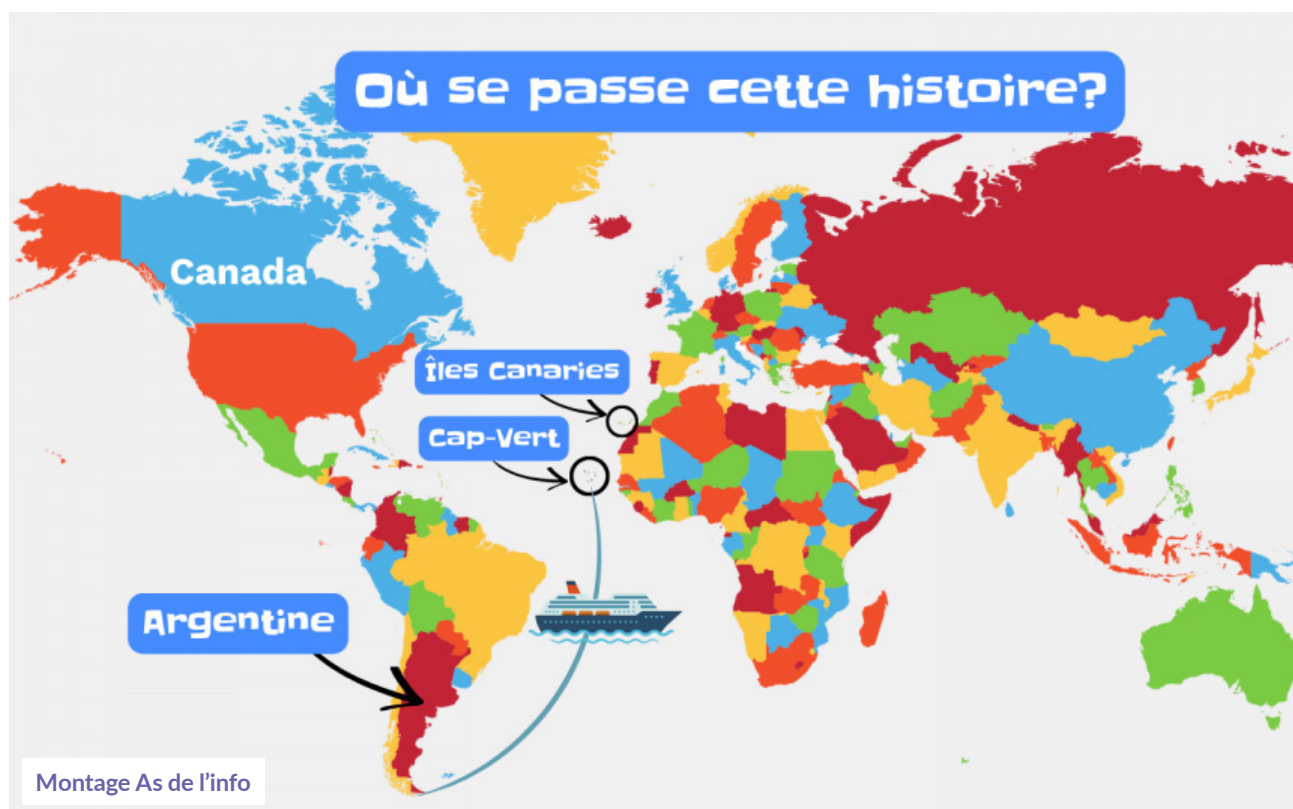 Où se passe cette histoire?
Canada
Îles Canaries
Cap-Vert
Argentine
Montage As de l'info